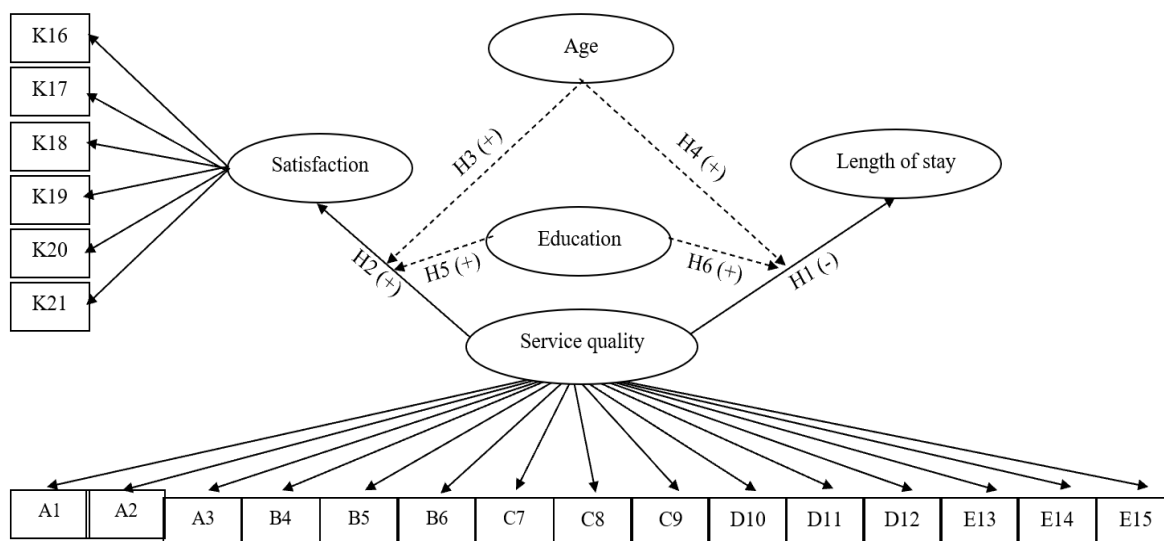 K16
K17
K18
K19
K20
K21
Age
Satisfaction
Length of stay
Education
Service quality
H3 (+)
H4 (+)
H5 (+)
H6 (+)
H2 (+)
H1 (-)
A1
A2
A3
B4
B5
B6
C7
C8
C9
D10
D11
D12
E13
E14
E15